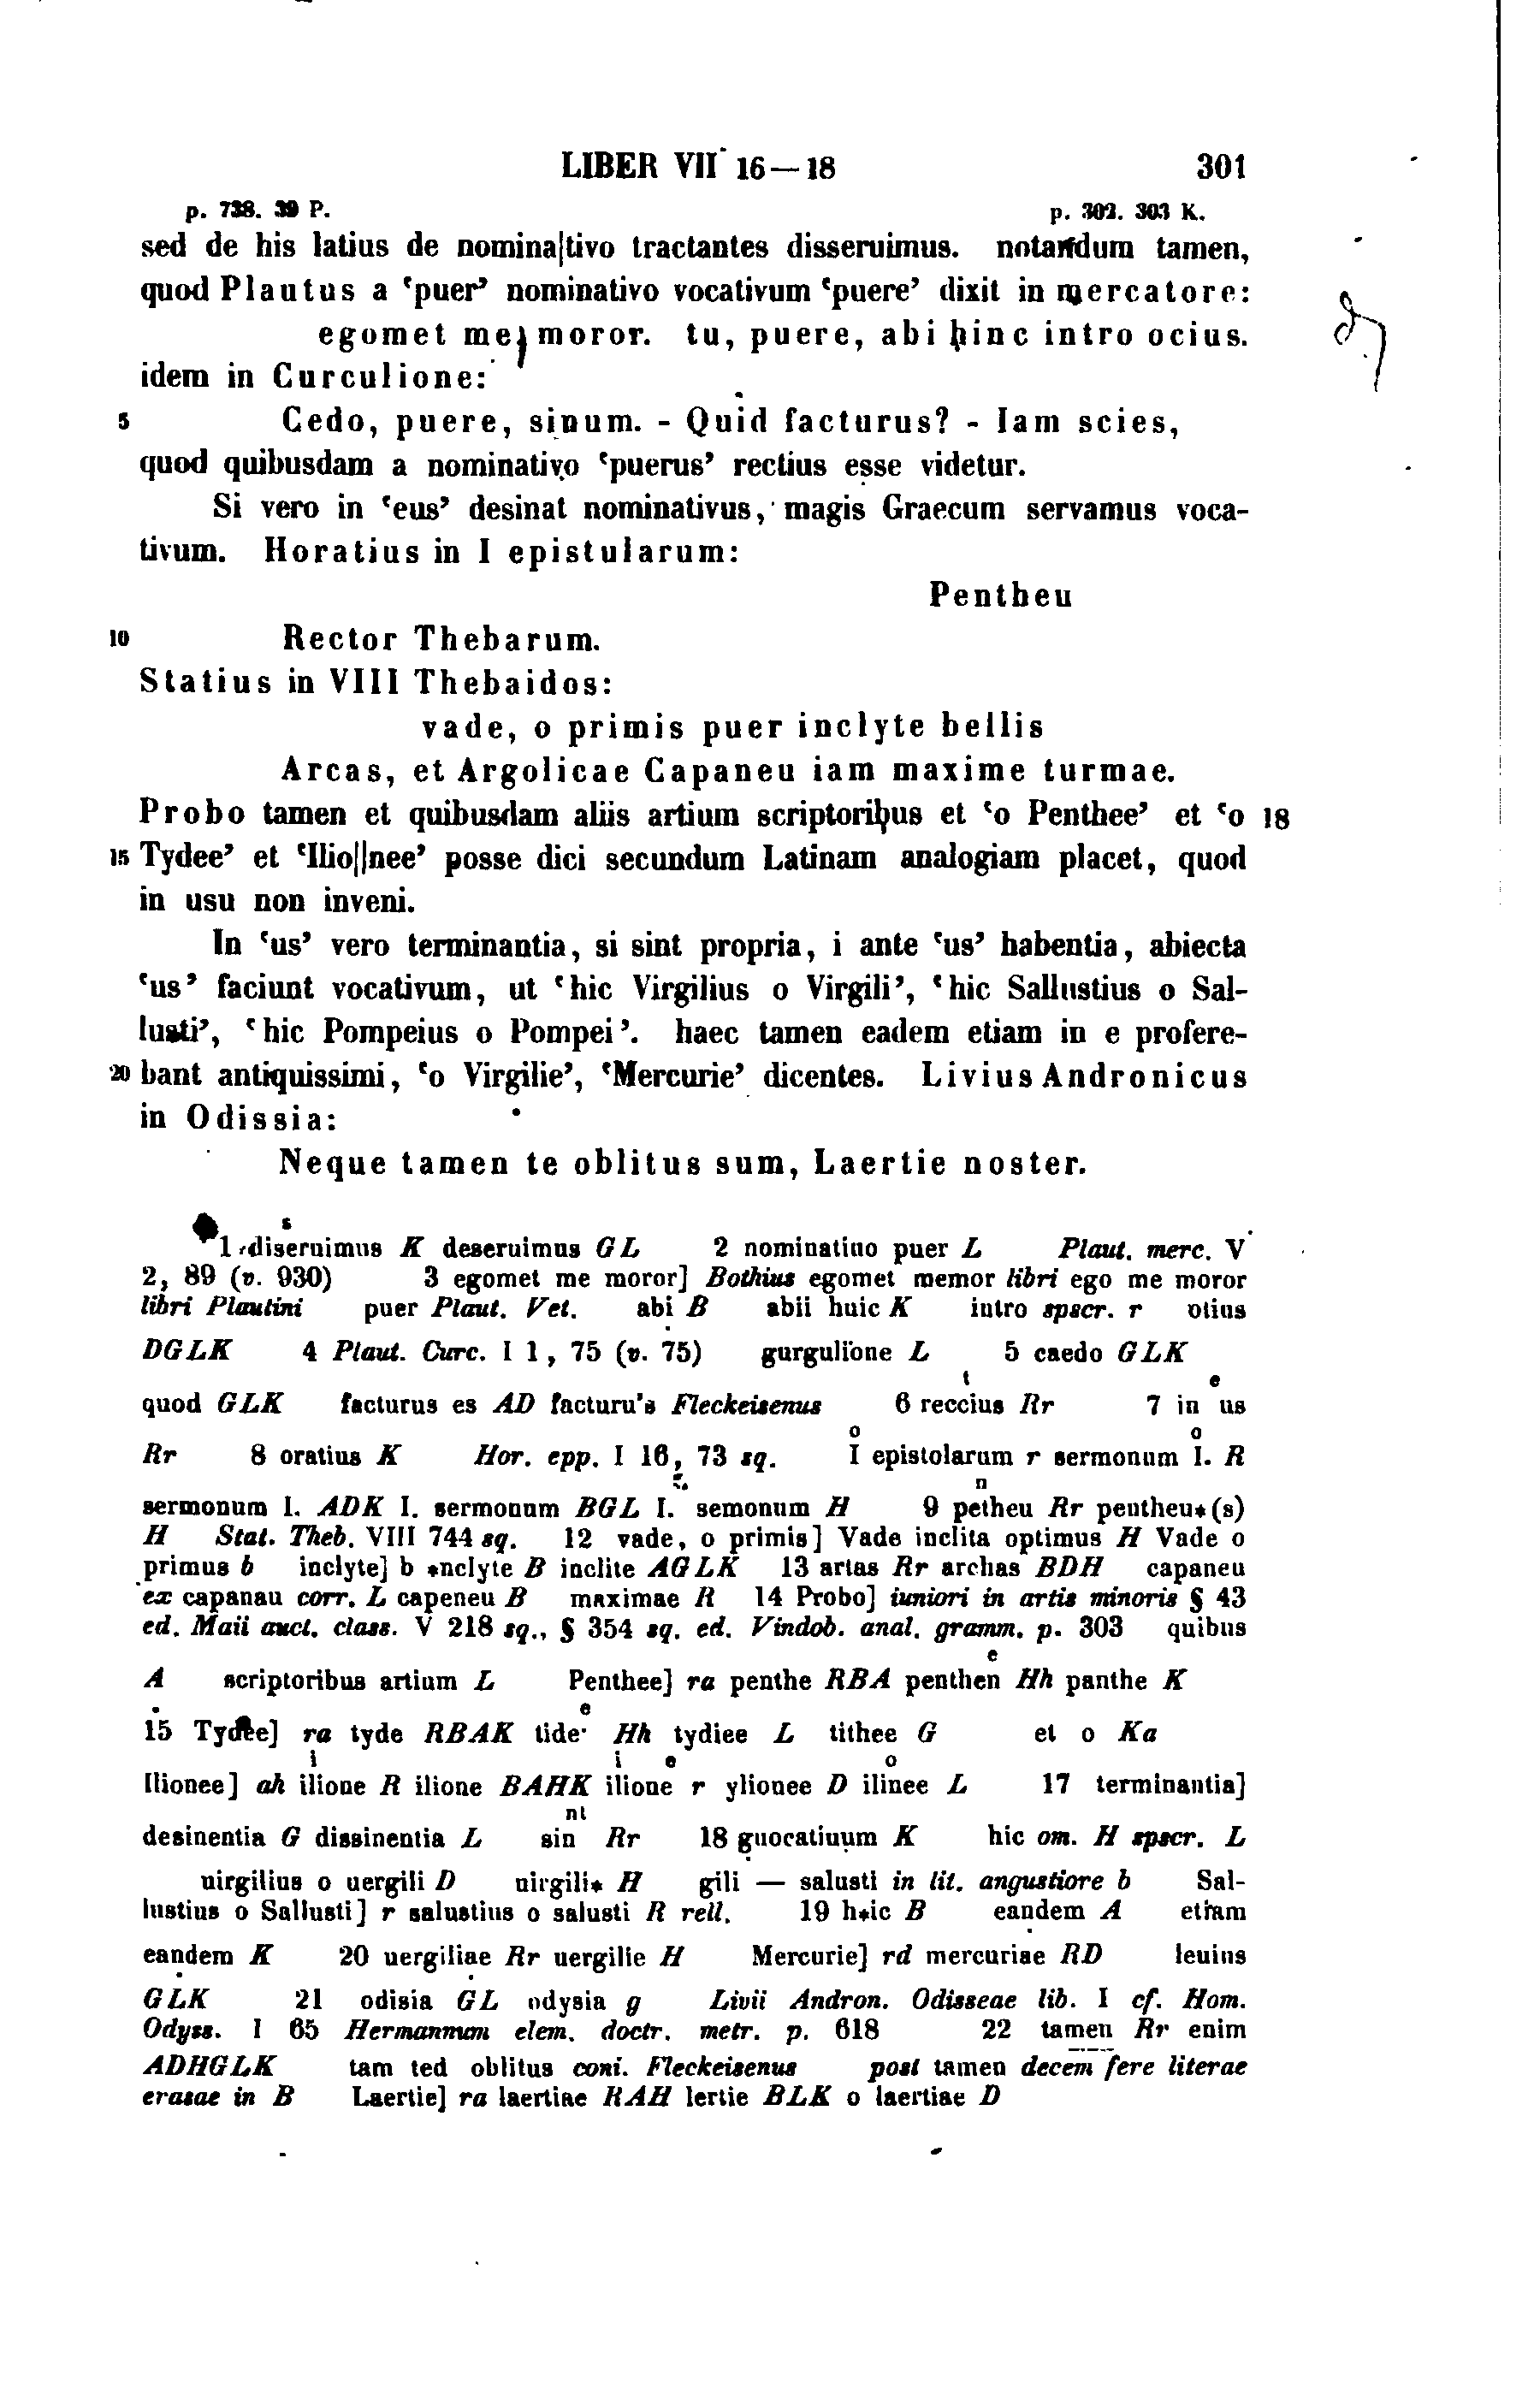 LIBER VII 16—18 301
p. 738. 39 P. p. 302. 303 K.
sed de his latius de nomina|tivo tractantes disseruimus. notandum tamen,
quod Plautus a ‘puer’ nominativo vocativum ‘puere’ dixit in mercatore:
egomet me moror. tu, puere, abi hinc intro ocius.
idem in Curculione:
5 Cedo, puere, sinum. - Quid facturus? - Iam scies,
quod quibusdam a nominativo ‘puerus’ rectius esse videtur.
Si vero in ‘eus’ desinat nominativus, magis Graecum servamus voca-
tivum. Horatius in I epistularum:
Pentheu
10 Rector Thebarum.
Statius in VIII Thebaidos:
vade, o primis puer inclyte bellis
Arcas, et Argolicae Capaneu iam maxime turmae.
Probo tamen et quibusdam aliis artium scriptoribus et ‘o Penthee’ et ‘o 18
15 Tydee’ et ‘Ilio||nee’ posse dici secundum Latinam analogiam placet, quod
in usu non inveni.
In ‘us’ vero terminantia, si sint propria, i ante ‘us’ habentia, abiecta
‘us’ faciunt vocativum, ut ‘hic Virgilius o Virgili’, ‘hic Sallustius o Sal-
lusti’, ‘hic Pompeius o Pompei’. haec tamen eadem etiam in e profere-
20 bant antiquissimi, ‘o Virgilie’, ‘Mercurie’ dicentes. Livius Andronicus
in Odissia:
Neque tamen te oblitus sum, Laertie noster.
s
1 diseruimus K deseruimus GL 2 nominatiuo puer L Plaut. merc. V
2, 89 (v. 930) 3 egomet me moror] Bothius egomet memor libri ego me moror
libri Plautini puer Plaut. Vet. abi B abii huic K intro spscr. r otius
DGLK 4 Plaut. Curc. I 1, 75 (v. 75) gurgulione L 5 caedo GLK
t e
quod GLK facturus es AD facturu's Fleckeisenus 6 reccius Rr 7 in us
o o
Rr 8 oratius K Hor. epp. I 16, 73 sq. I epistolarum r sermonum I. R
n
sermonum I. ADK I. sermonum BGL I. semonum H 9 petheu Rr pentheu*(s)
H Stat. Theb. VIII 744 sq. 12 vade, o primis] Vade inclita optimus H Vade o
primus b inclyte] b *nclyte B inclite AGLK 13 artas Rr archas BDH capaneu
ex capanau corr. L capeneu B maximae R 14 Probo] iuniori in artis minoris § 43
ed. Maii auct. class. V 218 sq., § 354 sq. ed. Vindob. anal. gramm. p. 303 quibus
e
A scriptoribus artium L Penthee] ra penthe RBA penthen Hh panthe K
e
15 Tydee] ra tyde RBAK tide Hh tydiee L tithee G et o Ka
i i e o
Ilionee] ah ilione R ilione BAHK ilione r ylionee D ilinee L 17 terminantia]
nt
desinentia G dissinentia L sin Rr 18 guocatiuum K hic om. H spscr. L
uirgilius o uergili D uirgili* H gili — salusti in lit. angustiore b Sal-
lustius o Sallusti] r salustius o salusti R rell. 19 h*ic B eandem A etiam
eandem K 20 uergiliae Rr uergilie H Mercurie] rd mercuriae RD leuius
GLK 21 odisia GL odysia g Livii Andron. Odisseae lib. I cf. Hom.
Odyss. I 65 Hermannum elem. doctr. metr. p. 618 22 tamen Rr enim
ADHGLK tam ted oblitus coni. Fleckeisenus post tamen decem fere literae
erasae in B Laertie] ra laertiae RAH lertie BLK o laertiae D